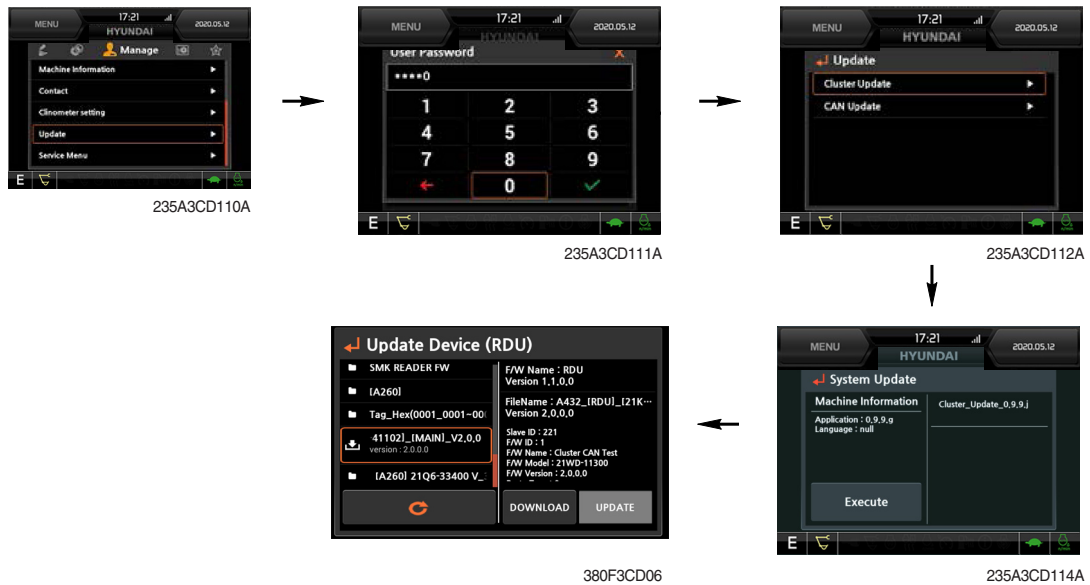 MENU
17:21
HYUNDAI
2020.05.12
Manage
Machine Information
Contact
Clinometer setting
Update
Service Menu
E
235A3CD110A
MENU
17:21
HYUNDAI
2020.05.12
User Password
X
****0
1 2 3
4 5 6
7 8 9
0
E
235A3CD111A
MENU
17:21
HYUNDAI
2020.05.12
Update
Cluster Update
CAN Update
E
235A3CD112A
Update Device (RDU)
SMK READER FW
[A260]
Tag_Hex(0001_0001~00
41102]_[MAIN]_V2,0,0
version : 2.0.0.0
[A260] 21Q6-33400 V_
F/W Name : RDU
Version 1,1,0,0
FileName : A432_[RDU]_[21K…
Version 2,0,0,0
Slave ID : 221
F/W ID : 1
F/W Name : Cluster CAN Test
F/W Model : 21WD-11300
F/W Version : 2,0,0,0
DOWNLOAD
UPDATE
380F3CD06
MENU
17:21
HYUNDAI
2020.05.12
System Update
Machine Information
Application : 0,9,9,g
Language : null
Cluster_Update_0,9,9,j
Execute
E
235A3CD114A